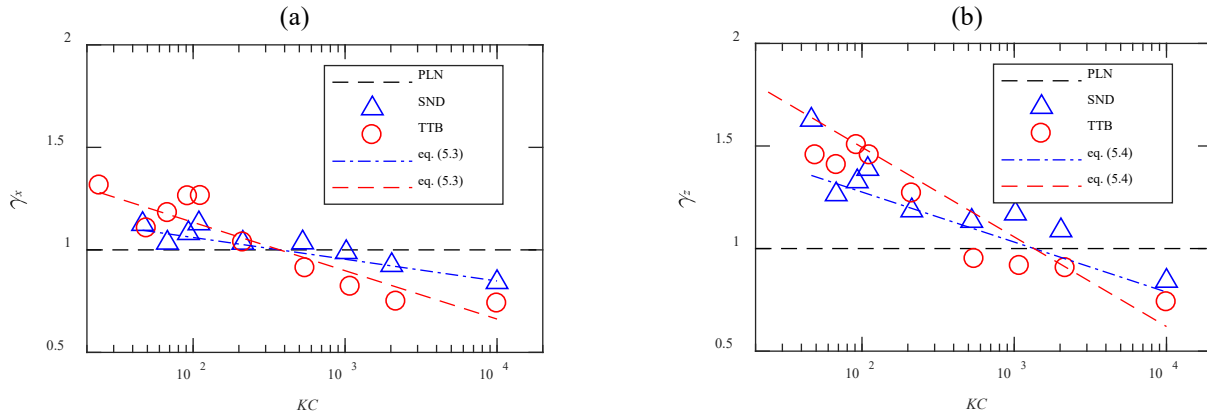 (a)
2
1.5
1
0.5
γx
10 2
10 3
10 4
KC
PLN
SND
TTB
eq. (5.3)
eq. (5.3)
(b)
2
1.5
1
0.5
γz
10 2
10 3
10 4
KC
PLN
SND
TTB
eq. (5.4)
eq. (5.4)